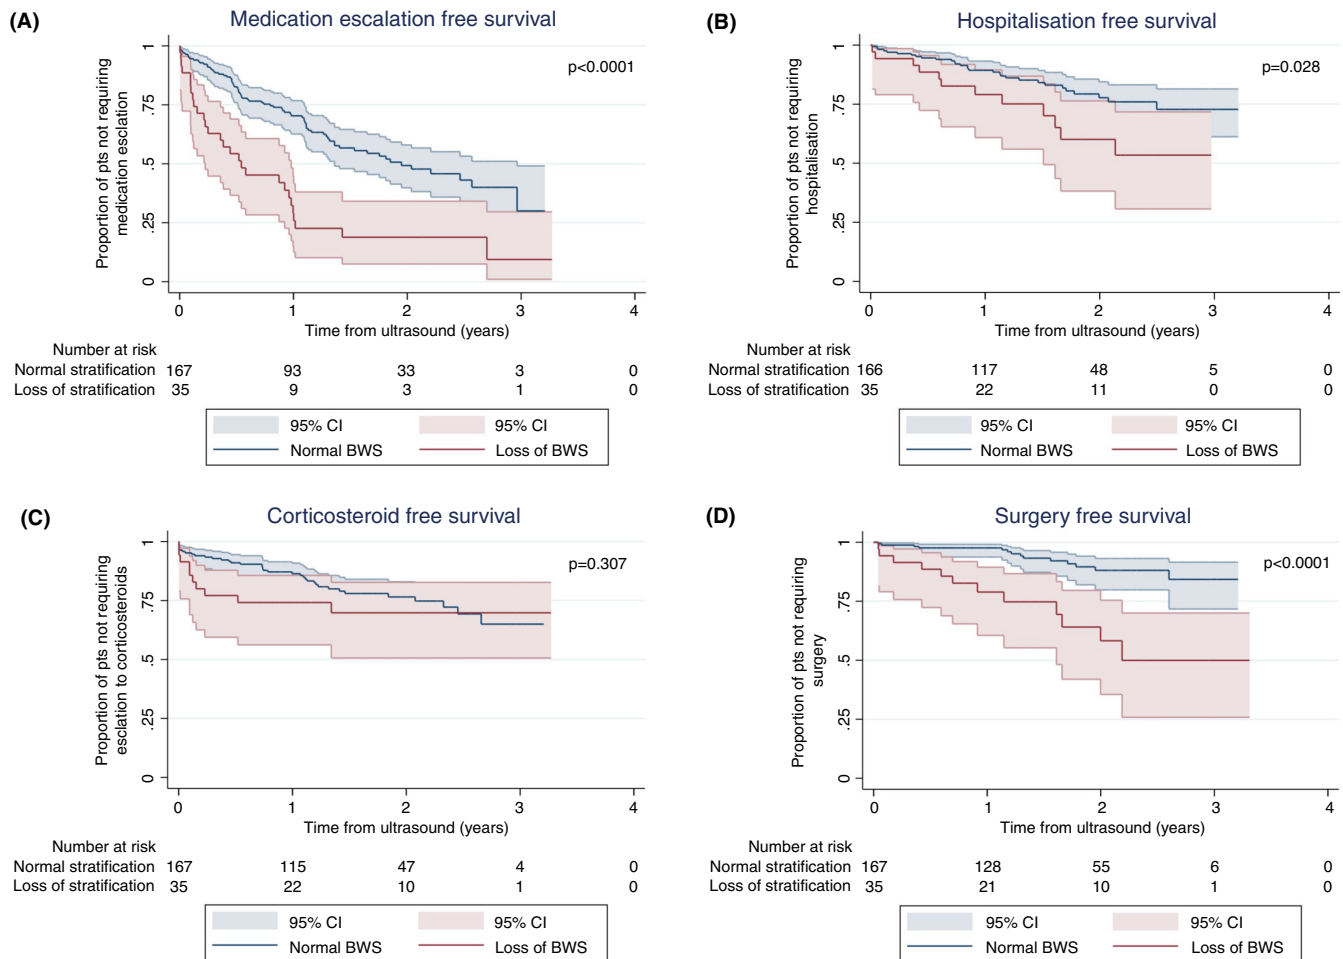 (A)
Medication escalation free survival
Proportion of pts not requiring
medication esclation
1
.75
.5
.25
0
p<0.0001
0 1 2 3 4
Time from ultrasound (years)
Number at risk
Normal stratification 167 93 33 3 0
Loss of stratification 35 9 3 1 0
95% CI 95% CI
Normal BWS Loss of BWS
(B)
Hospitalisation free survival
Proportion of pts not requiring
hospitalisation
1
.75
.5
.25
0
p=0.028
0 1 2 3 4
Time from ultrasound (years)
Number at risk
Normal stratification 166 117 48 5 0
Loss of stratification 35 22 11 0 0
95% CI 95% CI
Normal BWS Loss of BWS
(C)
Corticosteroid free survival
Proportion of pts not requiring
esclation to corticosteroids
1
.75
.5
.25
0
p=0.307
0 1 2 3 4
Time from ultrasound (years)
Number at risk
Normal stratification 167 115 47 4 0
Loss of stratification 35 22 10 1 0
95% CI 95% CI
Normal BWS Loss of BWS
(D)
Surgery free survival
Proportion of pts not requiring
surgery
1
.75
.5
.25
0
p<0.0001
0 1 2 3 4
Time from ultrasound (years)
Number at risk
Normal stratification 167 128 55 6 0
Loss of stratification 35 21 10 1 0
95% CI 95% CI
Normal BWS Loss of BWS